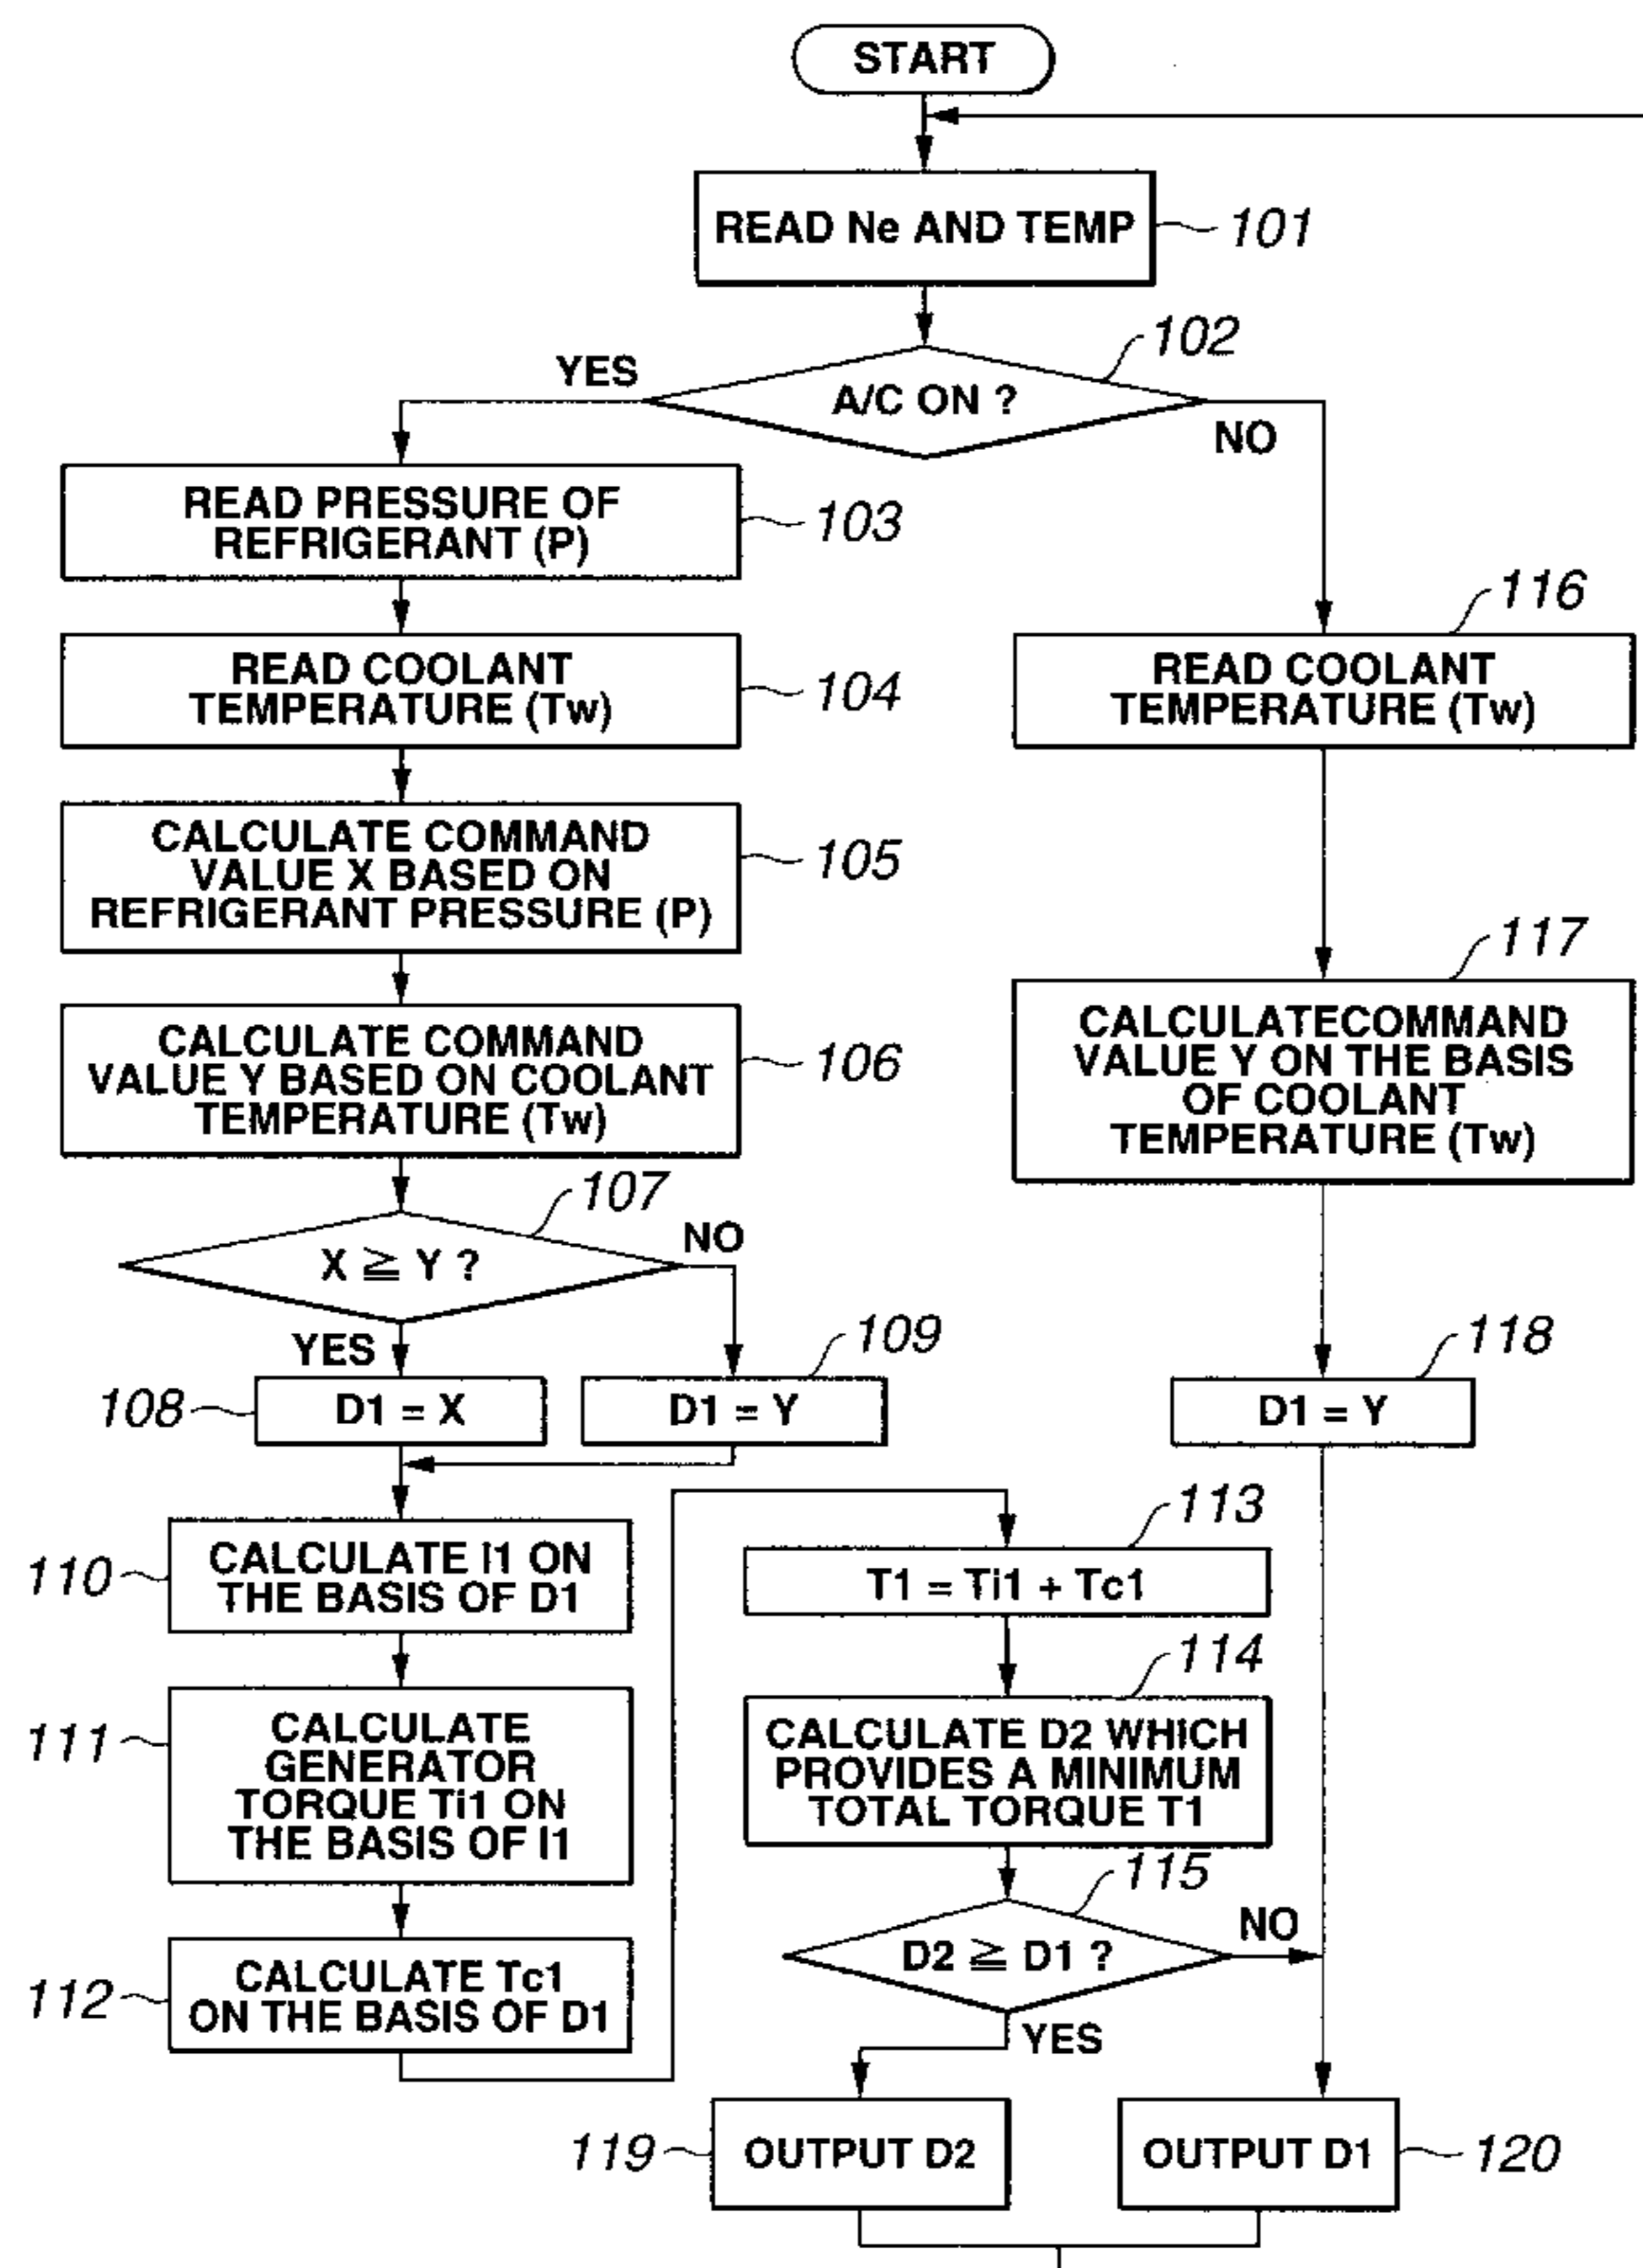 START
READ Ne AND TEMP
101
102
A/C ON ?
YES
NO
READ PRESSURE OF
REFRIGERANT (P)
103
READ COOLANT
TEMPERATURE (Tw)
104
CALCULATE COMMAND
VALUE X BASED ON
REFRIGERANT PRESSURE (P)
105
CALCULATE COMMAND
VALUE Y BASED ON COOLANT
TEMPERATURE (Tw)
106
107
X ≧ Y ?
NO
YES
108
D1 = X
109
D1 = Y
110
CALCULATE I1 ON
THE BASIS OF D1
111
CALCULATE
GENERATOR
TORQUE Ti1 ON
THE BASIS OF I1
112
CALCULATE Tc1
ON THE BASIS OF D1
113
T1 = Ti1 + Tc1
114
CALCULATE D2 WHICH
PROVIDES A MINIMUM
TOTAL TORQUE T1
115
D2 ≧ D1 ?
NO
YES
116
READ COOLANT
TEMPERATURE (Tw)
117
CALCULATECOMMAND
VALUE Y ON THE BASIS
OF COOLANT
TEMPERATURE (Tw)
118
D1 = Y
119
OUTPUT D2
OUTPUT D1
120